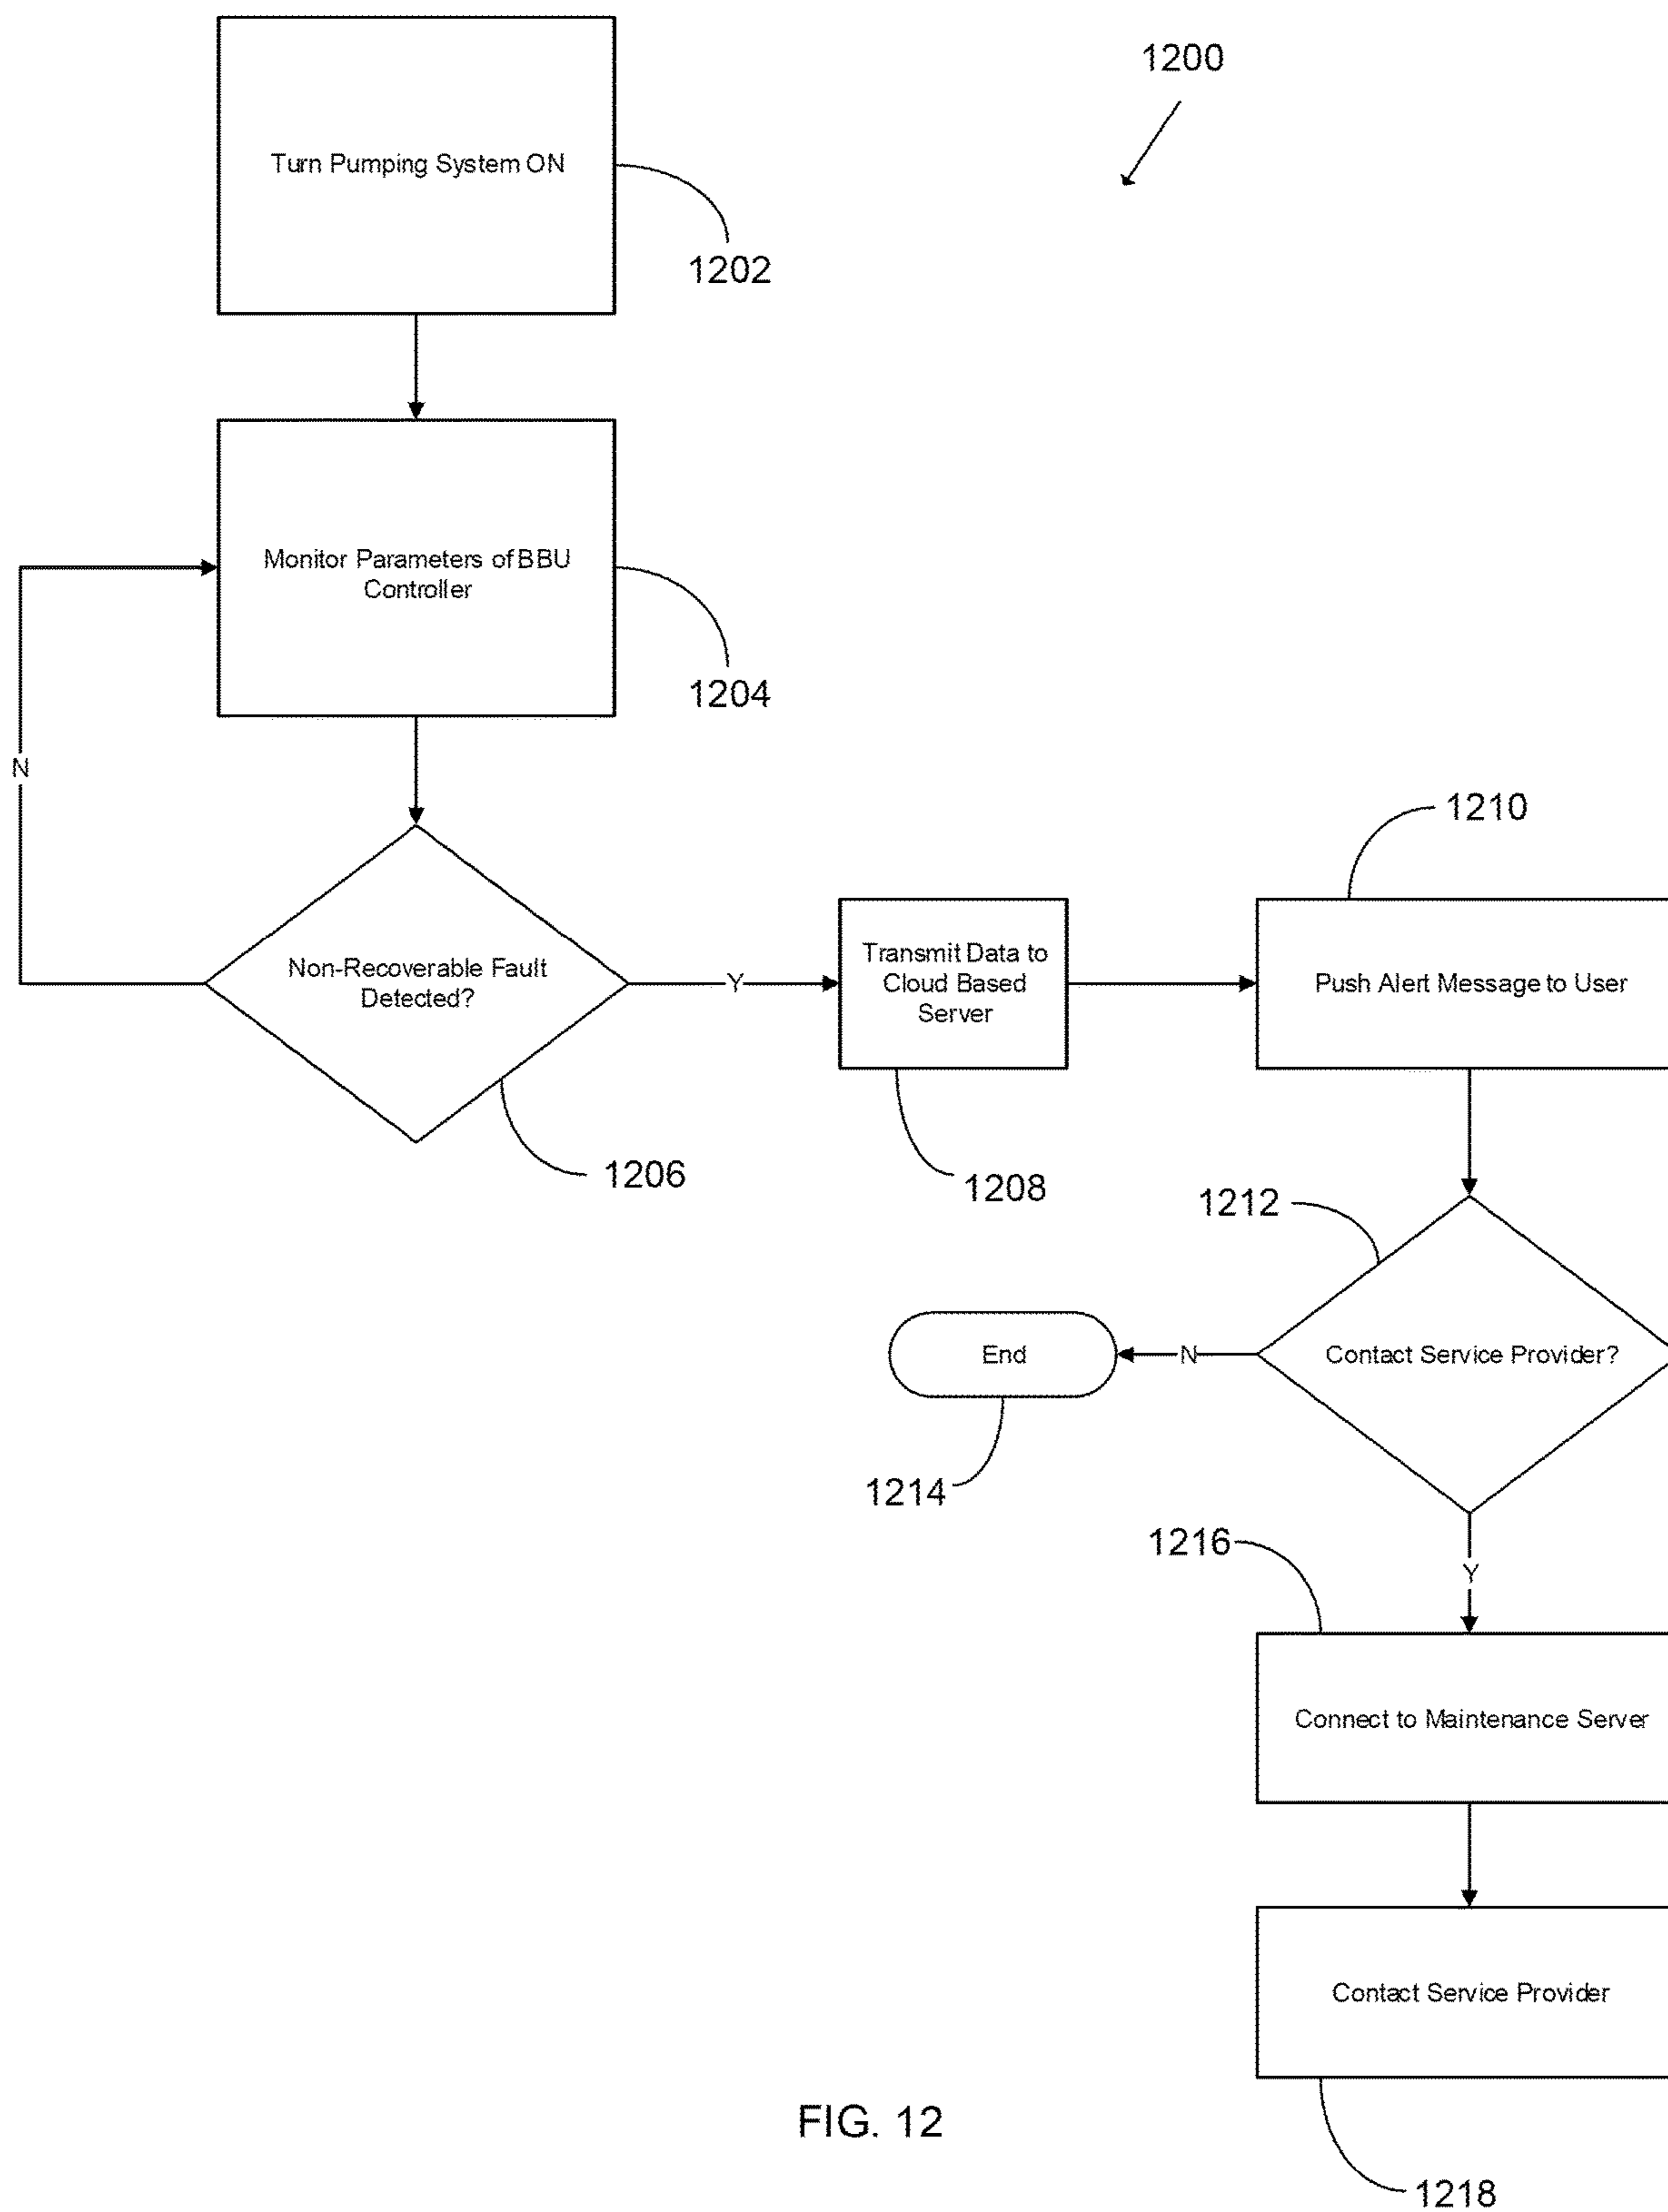 1200
Turn Pumping System ON
1202
Monitor Parameters of BBU
Controller
1204
N
Non-Recoverable Fault
Detected?
Y
1206
Transmit Data to
Cloud Based
Server
1208
1210
Push Alert Message to User
1212
Contact Service Provider?
N
End
1214
Y
1216
Connect to Maintenance Server
Contact Service Provider
1218
FIG. 12